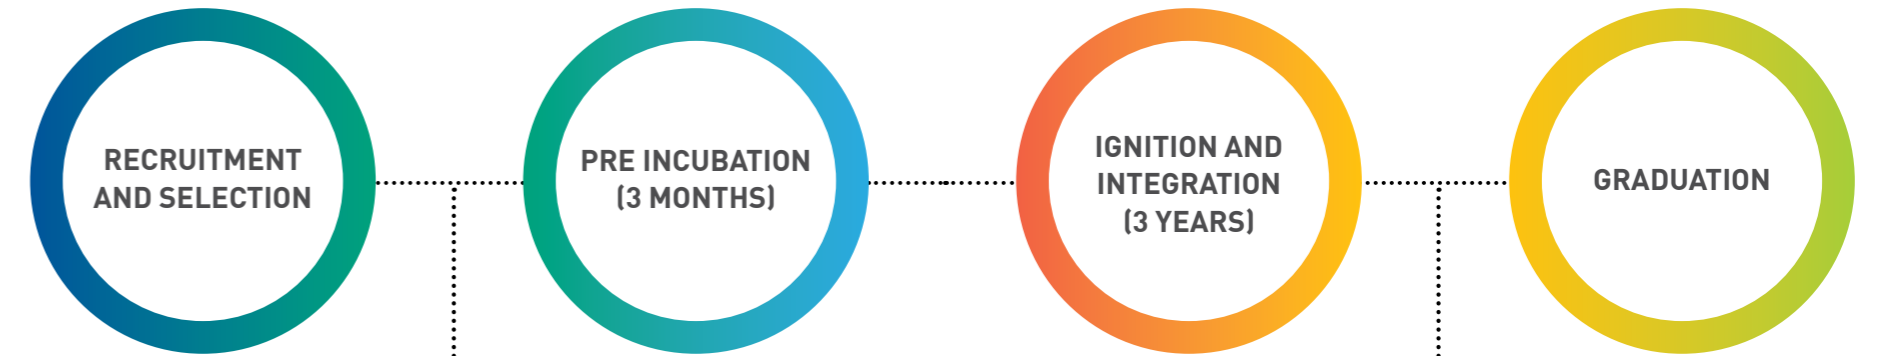 RECRUITMENT
AND SELECTION
PRE INCUBATION
(3 MONTHS)
IGNITION AND
INTEGRATION
(3 YEARS)
GRADUATION